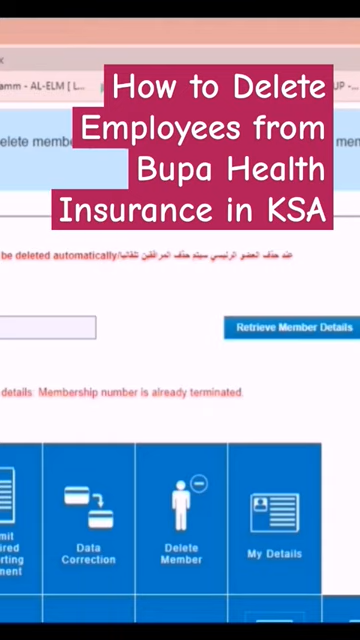 amm - AL-ELM [ L...
UP -...
How to Delete
Employees from
Bupa Health
Insurance in KSA
elete membe
mem
be deleted automatically/عند حذف العضو الرئيسي سيتم حذف المرافقين تلقائيا
Retrieve Member Details
details: Membership number is already terminated.
mit
ired
rting
ment
Data
Correction
Delete
Member
My Details